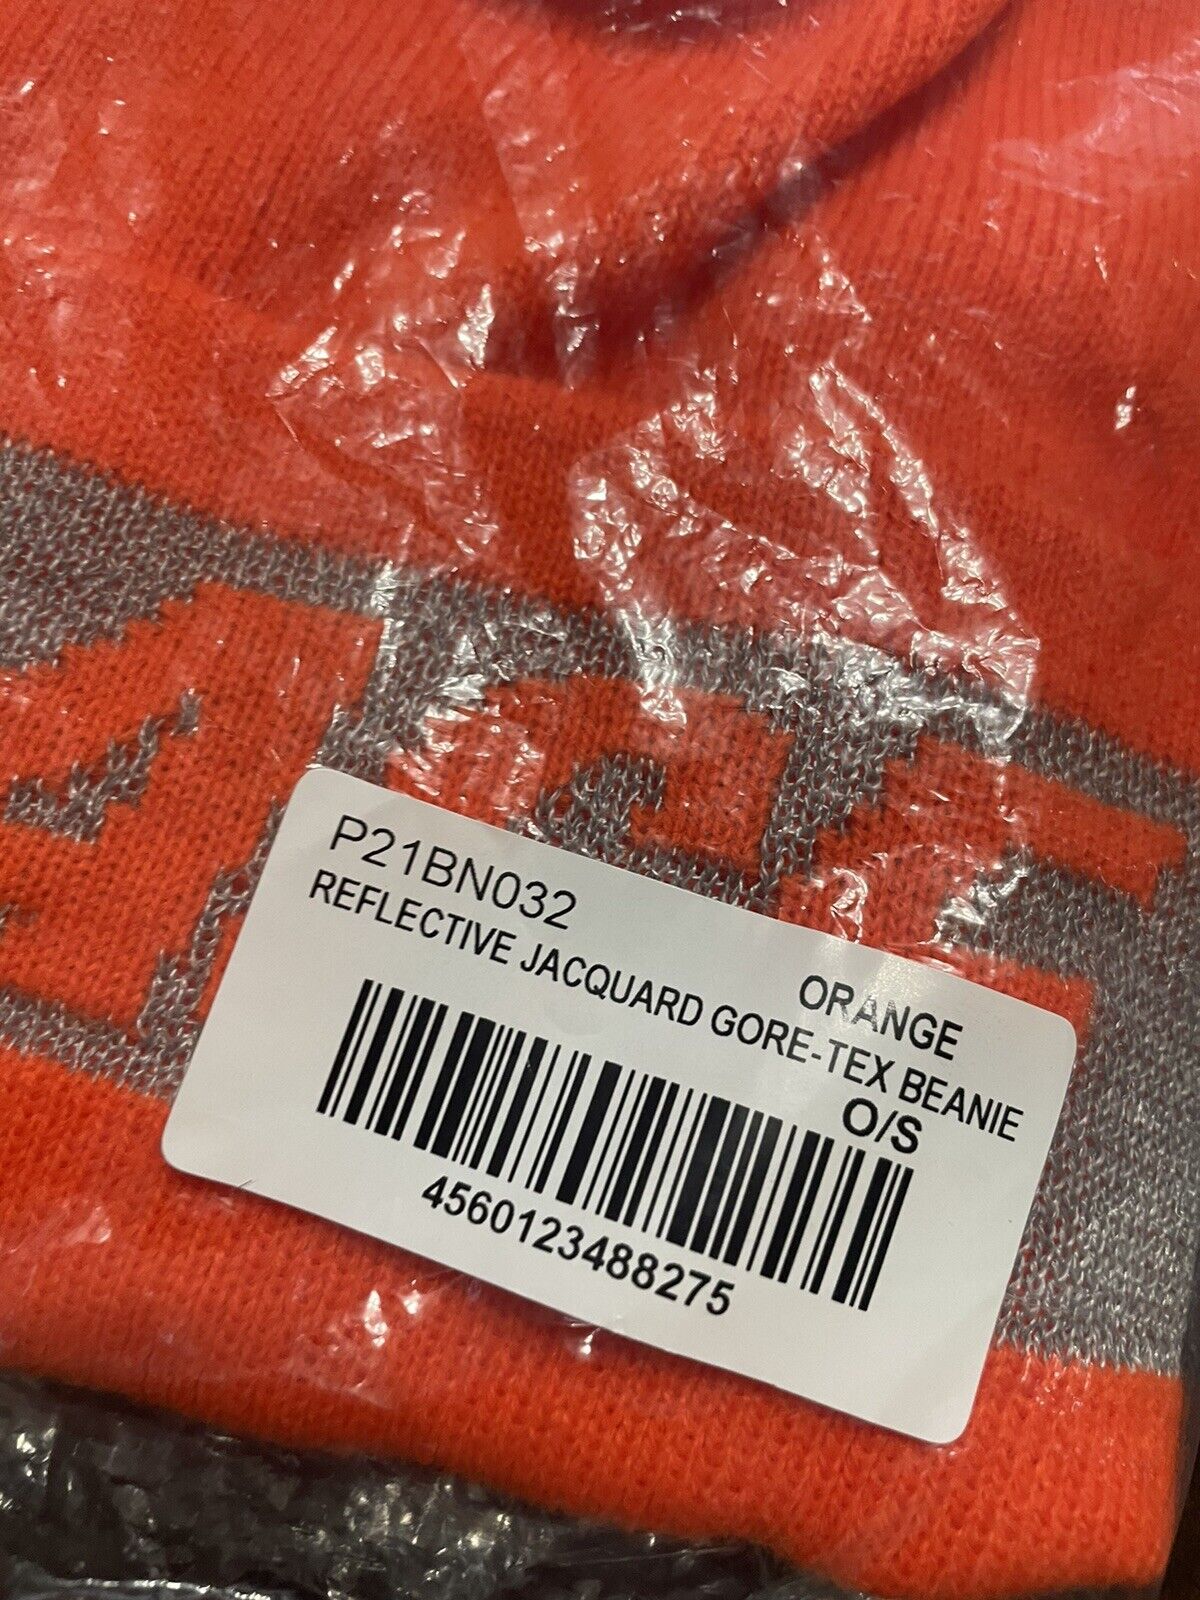 P21BN032
REFLECTIVE JACQUARD GORE-TEX BEANIE
ORANGE
O/S
4560123488275